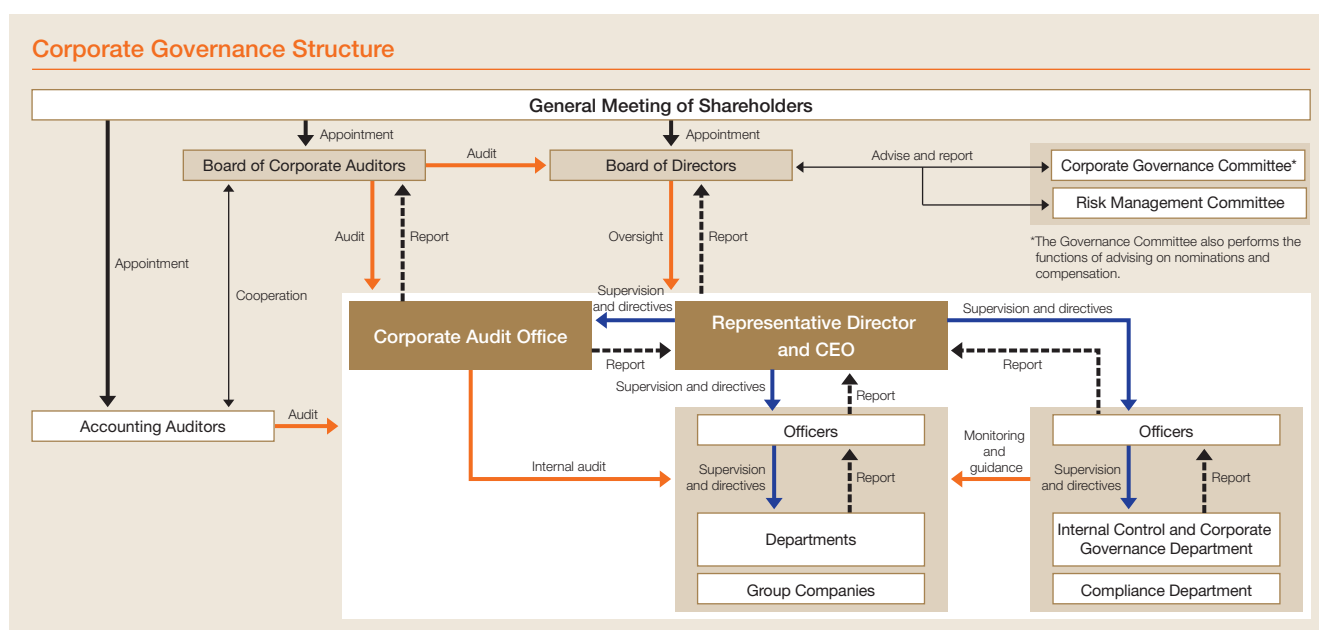 Corporate Governance Structure
General Meeting of Shareholders
Appointment
Appointment
Board of Corporate Auditors
Audit
Board of Directors
Advise and report
Corporate Governance Committee*
Risk Management Committee
*The Governance Committee also performs the
functions of advising on nominations and
compensation.
Appointment
Cooperation
Audit
Report
Oversight
Report
Supervision
and directives
Supervision and directives
Corporate Audit Office
Representative Director
and CEO
Report
Report
Supervision and directives
Report
Accounting Auditors
Audit
Officers
Monitoring
and
guidance
Officers
Internal audit
Supervision
and directives
Report
Supervision
and directives
Report
Departments
Internal Control and Corporate
Governance Department
Group Companies
Compliance Department